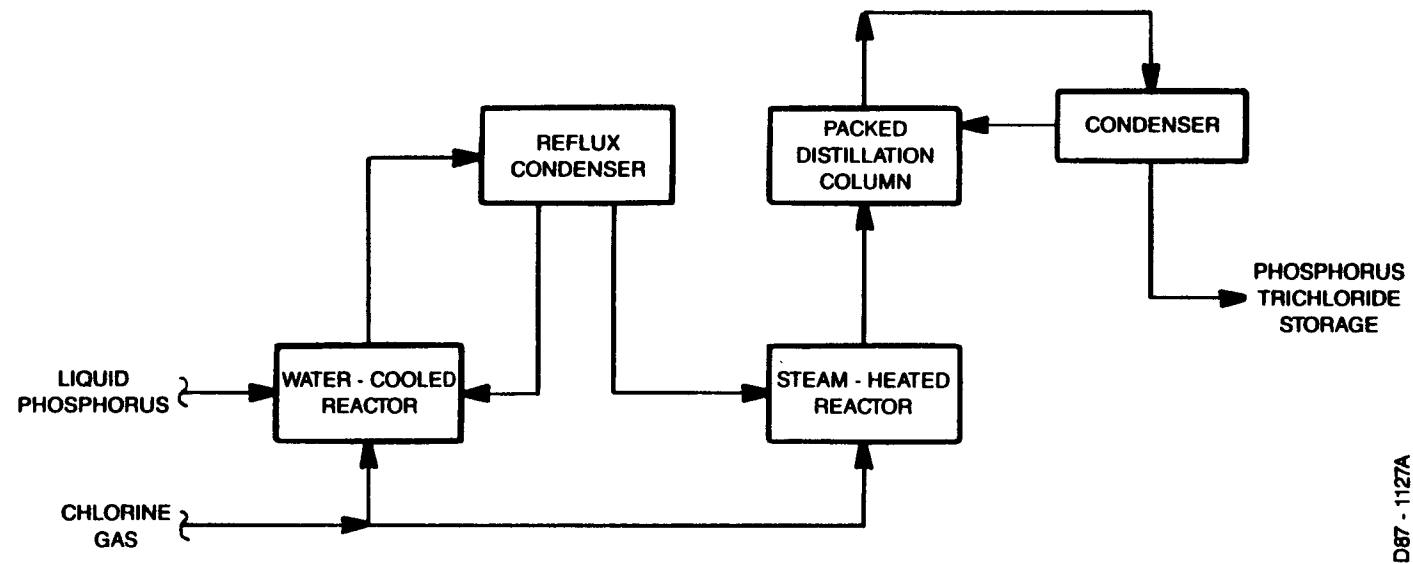 REFLUX
CONDENSER
PACKED
DISTILLATION
COLUMN
CONDENSER
PHOSPHORUS
TRICHLORIDE
STORAGE
LIQUID
PHOSPHORUS
WATER - COOLED
REACTOR
STEAM - HEATED
REACTOR
CHLORINE
GAS
D87 - 1127A